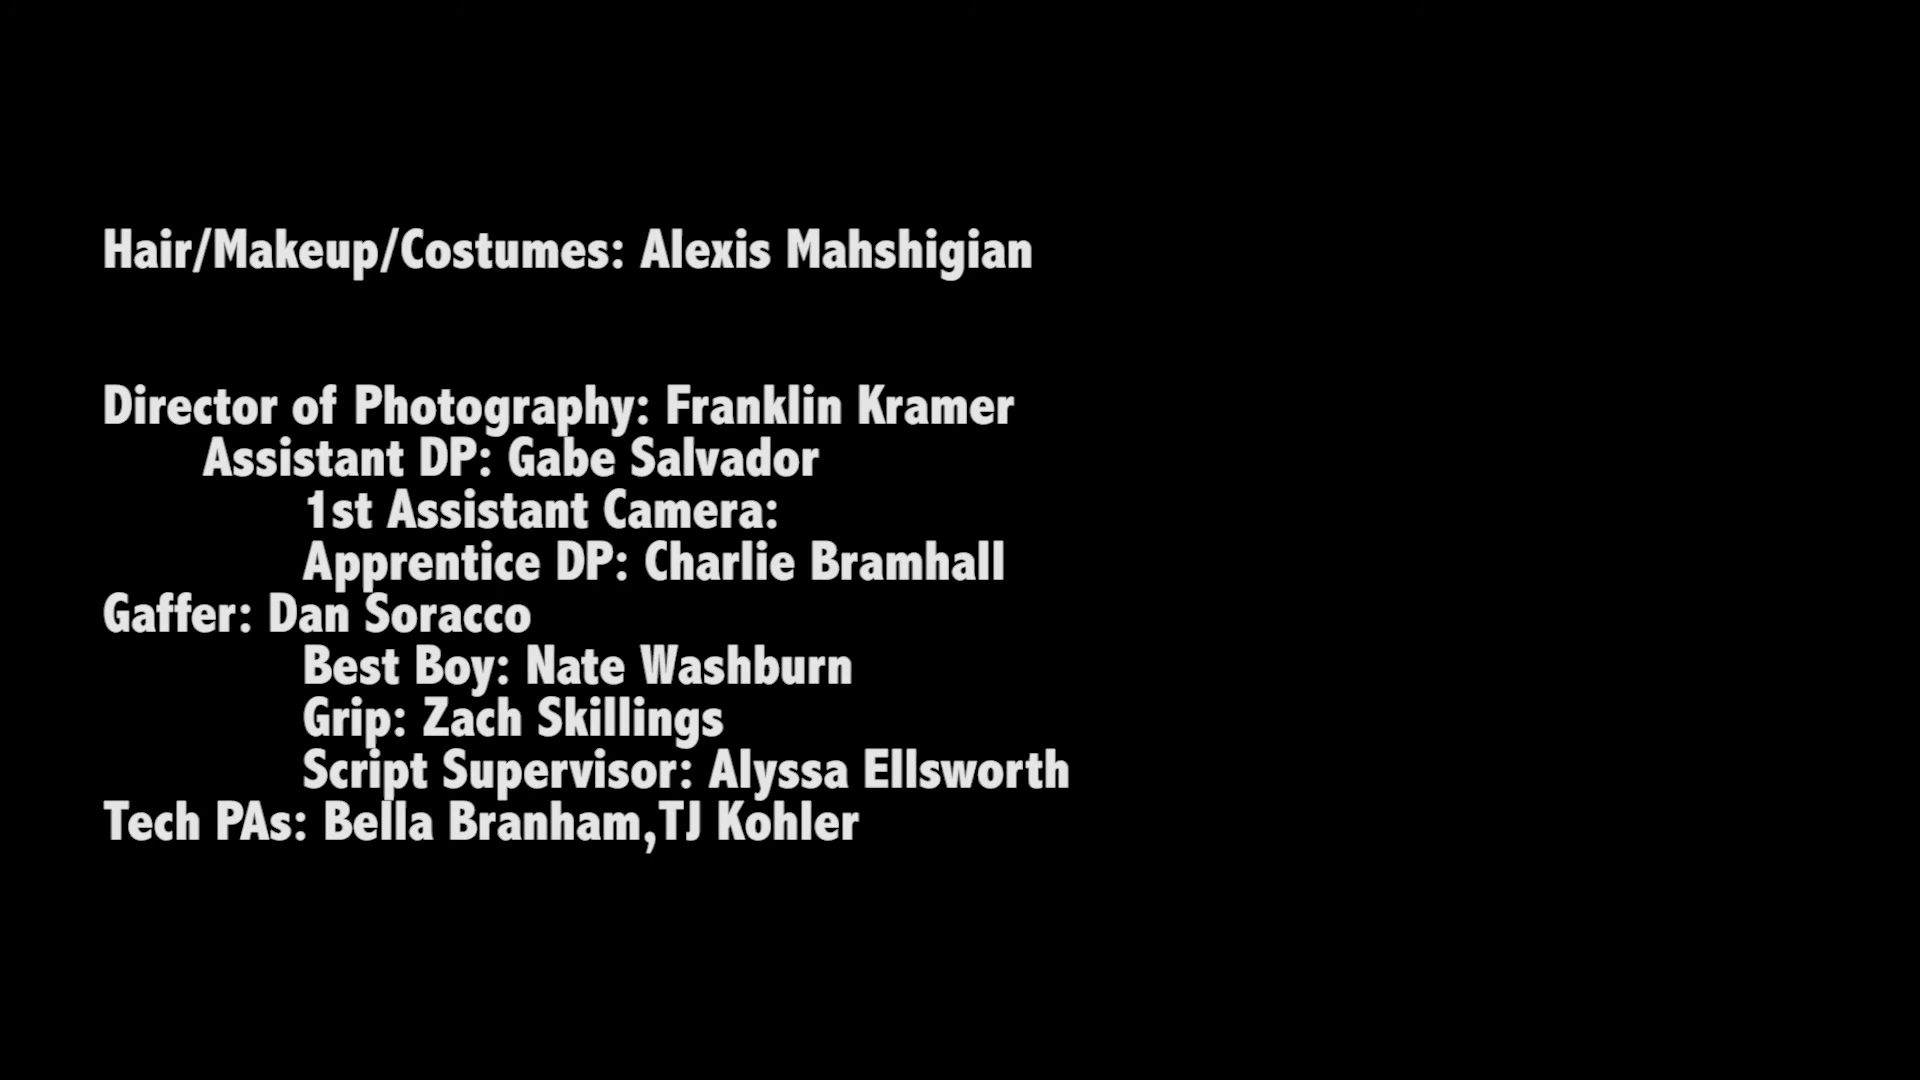 Hair/Makeup/Costumes: Alexis Mahshigian
Director of Photography: Franklin Kramer
Assistant DP: Gabe Salvador
1st Assistant Camera:
Apprentice DP: Charlie Bramhall
Gaffer: Dan Soracco
Best Boy: Nate Washburn
Grip: Zach Skillings
Script Supervisor: Alyssa Ellsworth
Tech PAs: Bella Branham,TJ Kohler